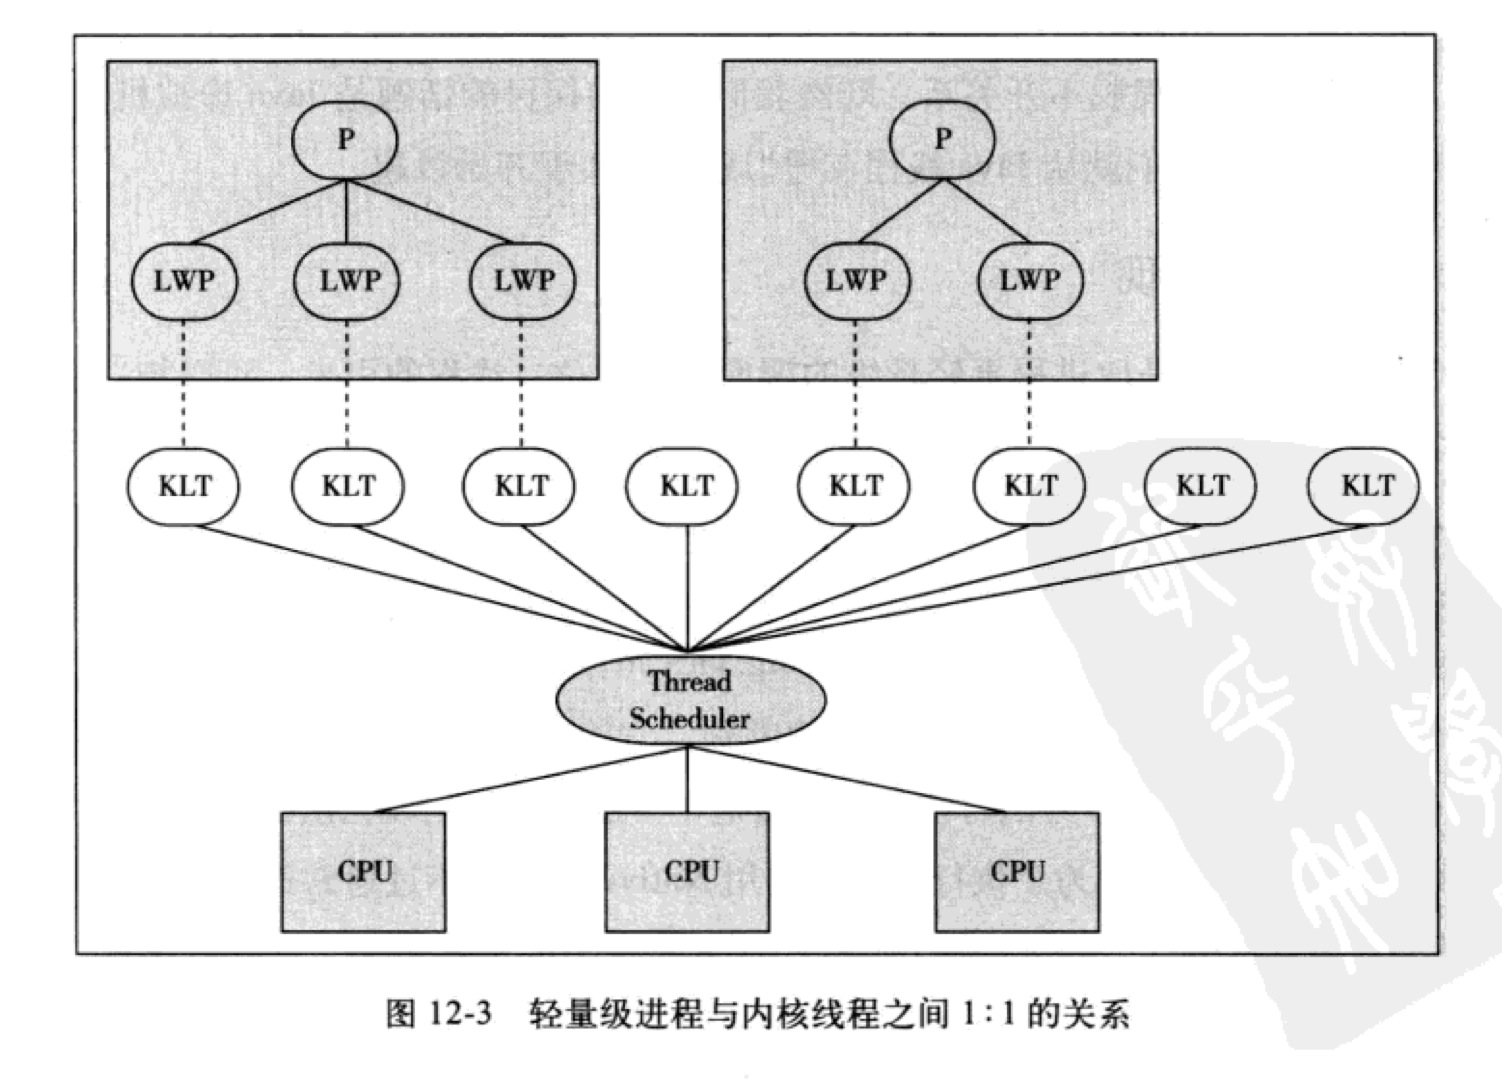 P P
LWP LWP LWP LWP LWP
KLT KLT KLT KLT KLT KLT KLT KLT
Thread
Scheduler
CPU CPU CPU
图 12-3 轻量级进程与内核线程之间 1:1 的关系